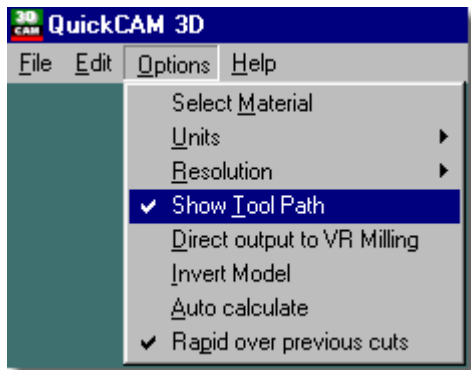 3D CAM QuickCAM 3D
File Edit Options Help
Select Material
Units
Resolution
Show Tool Path
Direct output to VR Milling
Invert Model
Auto calculate
Rapid over previous cuts